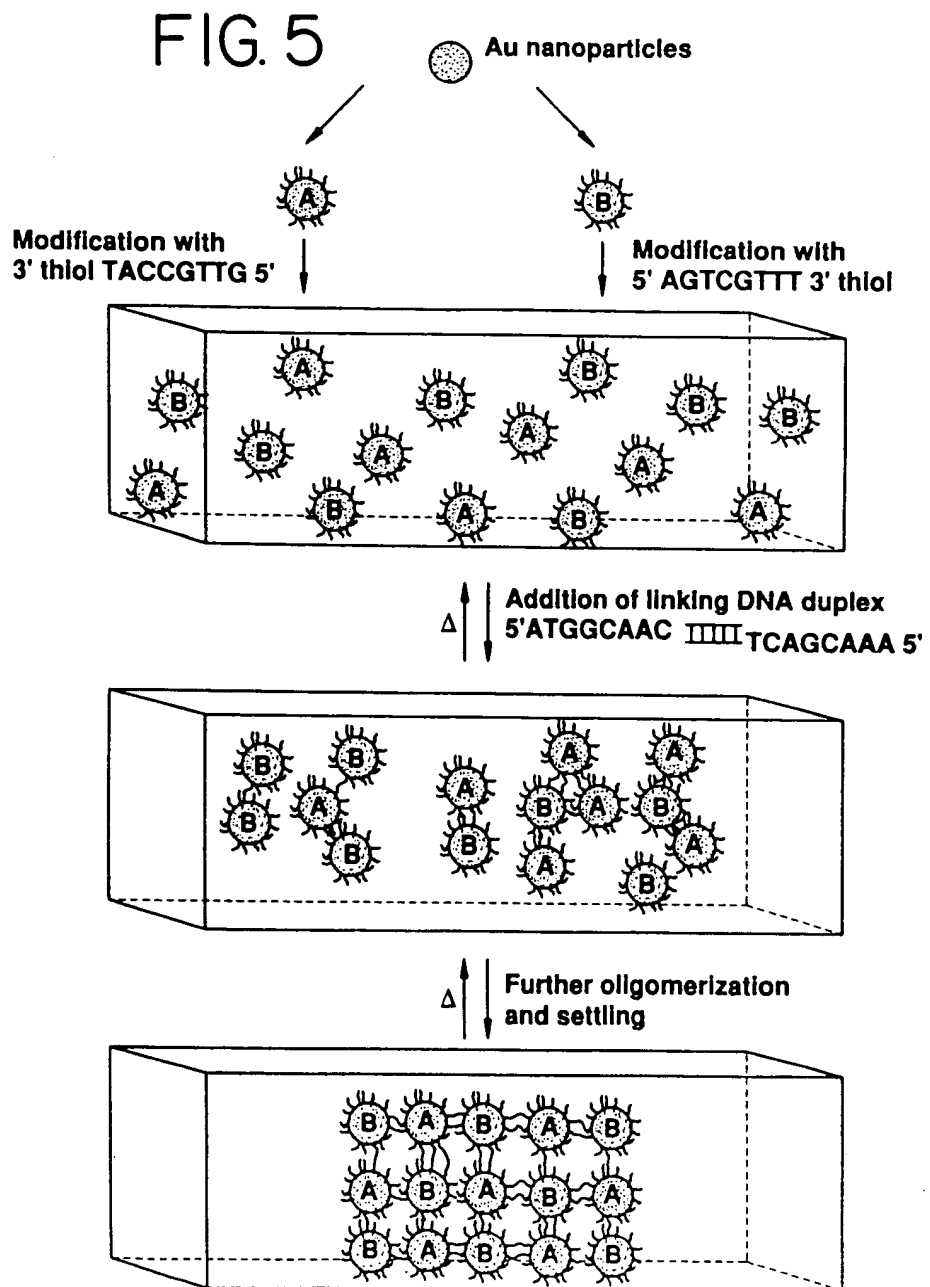 FIG. 5
Au nanoparticles
A
B
Modification with
3' thiol TACCGTTG 5'
Modification with
5' AGTCGTTT 3' thiol
A
B
B
B
B
B
B
A
A
A
A
B
A
B
A
Δ
Addition of linking DNA duplex
5'ATGGCAAC
TCAGCAAA 5'
B
B
A
A
A
B
A
B
A
B
B
B
A
A
B
Δ
Further oligomerization
and settling
B A B A B
A B A B A
B A B A B